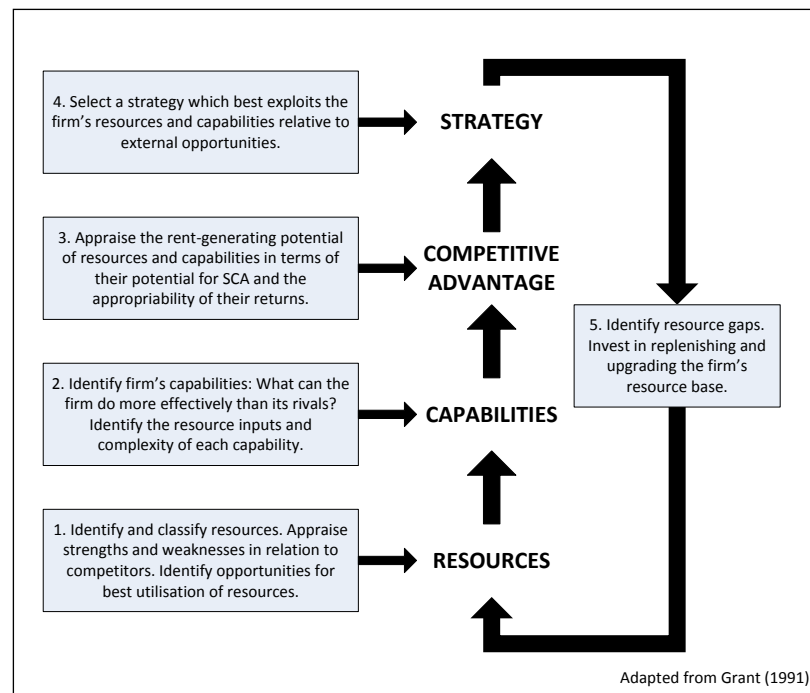 4. Select a strategy which best exploits the
firm's resources and capabilities relative to
external opportunities.
STRATEGY
3. Appraise the rent-generating potential
of resources and capabilities in terms of
their potential for SCA and the
appropriability of their returns.
COMPETITIVE
ADVANTAGE
5. Identify resource gaps.
Invest in replenishing and
upgrading the firm's
resource base.
2. Identify firm's capabilities: What can the
firm do more effectively than its rivals?
Identify the resource inputs and
complexity of each capability.
CAPABILITIES
1. Identify and classify resources. Appraise
strengths and weaknesses in relation to
competitors. Identify opportunities for
best utilisation of resources.
RESOURCES
Adapted from Grant (1991)